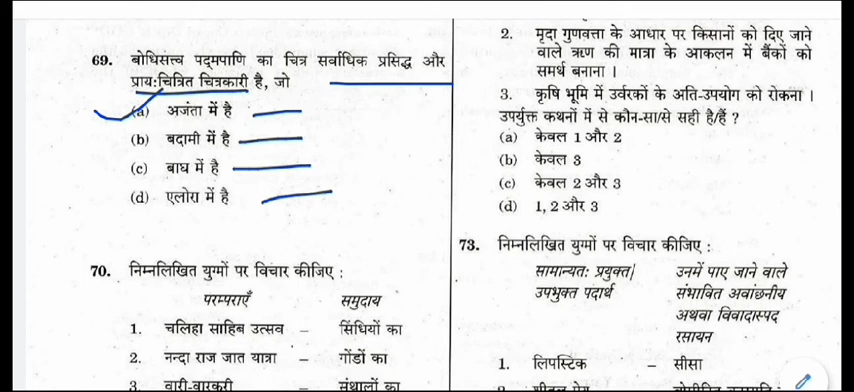 69. बोधिसत्त्व पद्मपाणि का चित्र सर्वाधिक प्रसिद्ध और
प्रायः चित्रित चित्रकारी है, जो
(a) अजंता में है
(b) बदामी में है
(c) बाघ में है
(d) एलोरा में है
70. निम्नलिखित युग्मों पर विचार कीजिए :
परम्पराएँ समुदाय
1. चलिहा साहिब उत्सव – सिंधियों का
2. नन्दा राज जात यात्रा – गोंडों का
3. वारी-वारकरी – संथालों का
2. मृदा गुणवत्ता के आधार पर किसानों को दिए जाने
वाले ऋण की मात्रा के आकलन में बैंकों को
समर्थ बनाना ।
3. कृषि भूमि में उर्वरकों के अति-उपयोग को रोकना ।
उपर्युक्त कथनों में से कौन-सा/से सही है/हैं ?
(a) केवल 1 और 2
(b) केवल 3
(c) केवल 2 और 3
(d) 1, 2 और 3
73. निम्नलिखित युग्मों पर विचार कीजिए :
सामान्यतः प्रयुक्त/ उनमें पाए जाने वाले
उपभुक्त पदार्थ संभावित अवांछनीय
अथवा विवादास्पद
रसायन
1. लिपस्टिक – सीसा